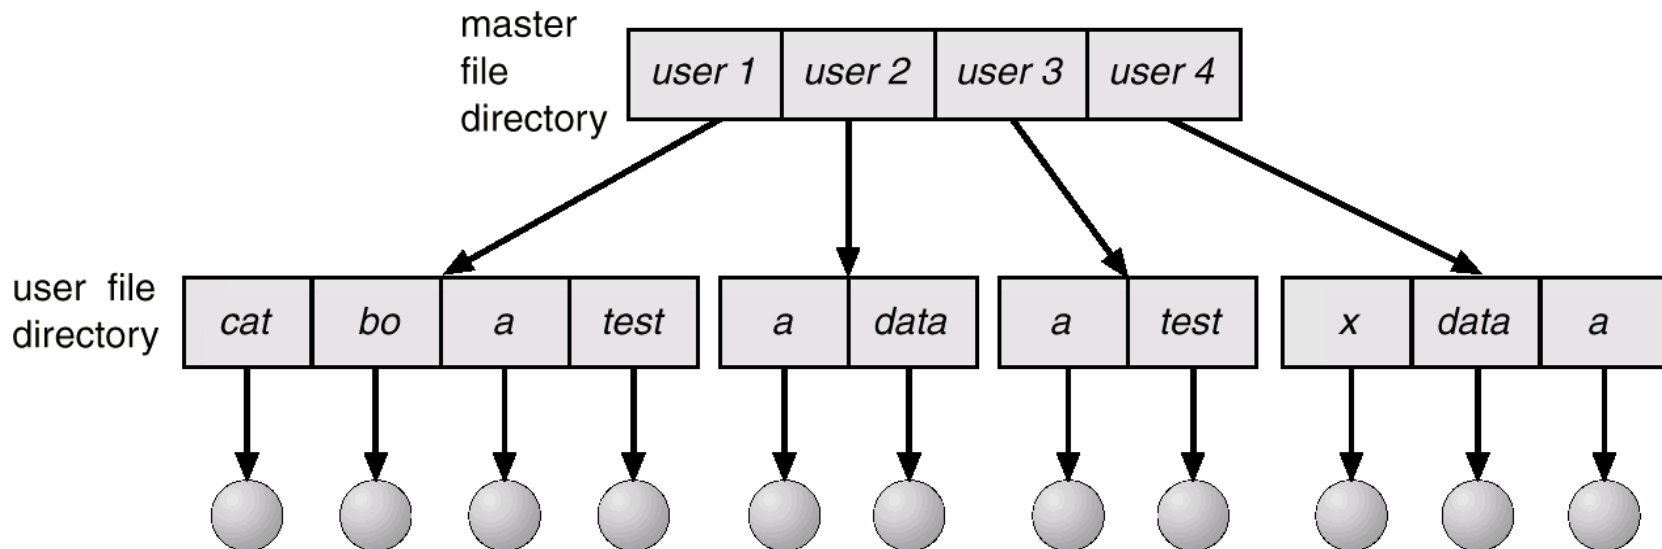 master
file
directory
user 1 user 2 user 3 user 4
user file
directory
cat bo a test a data a test x data a